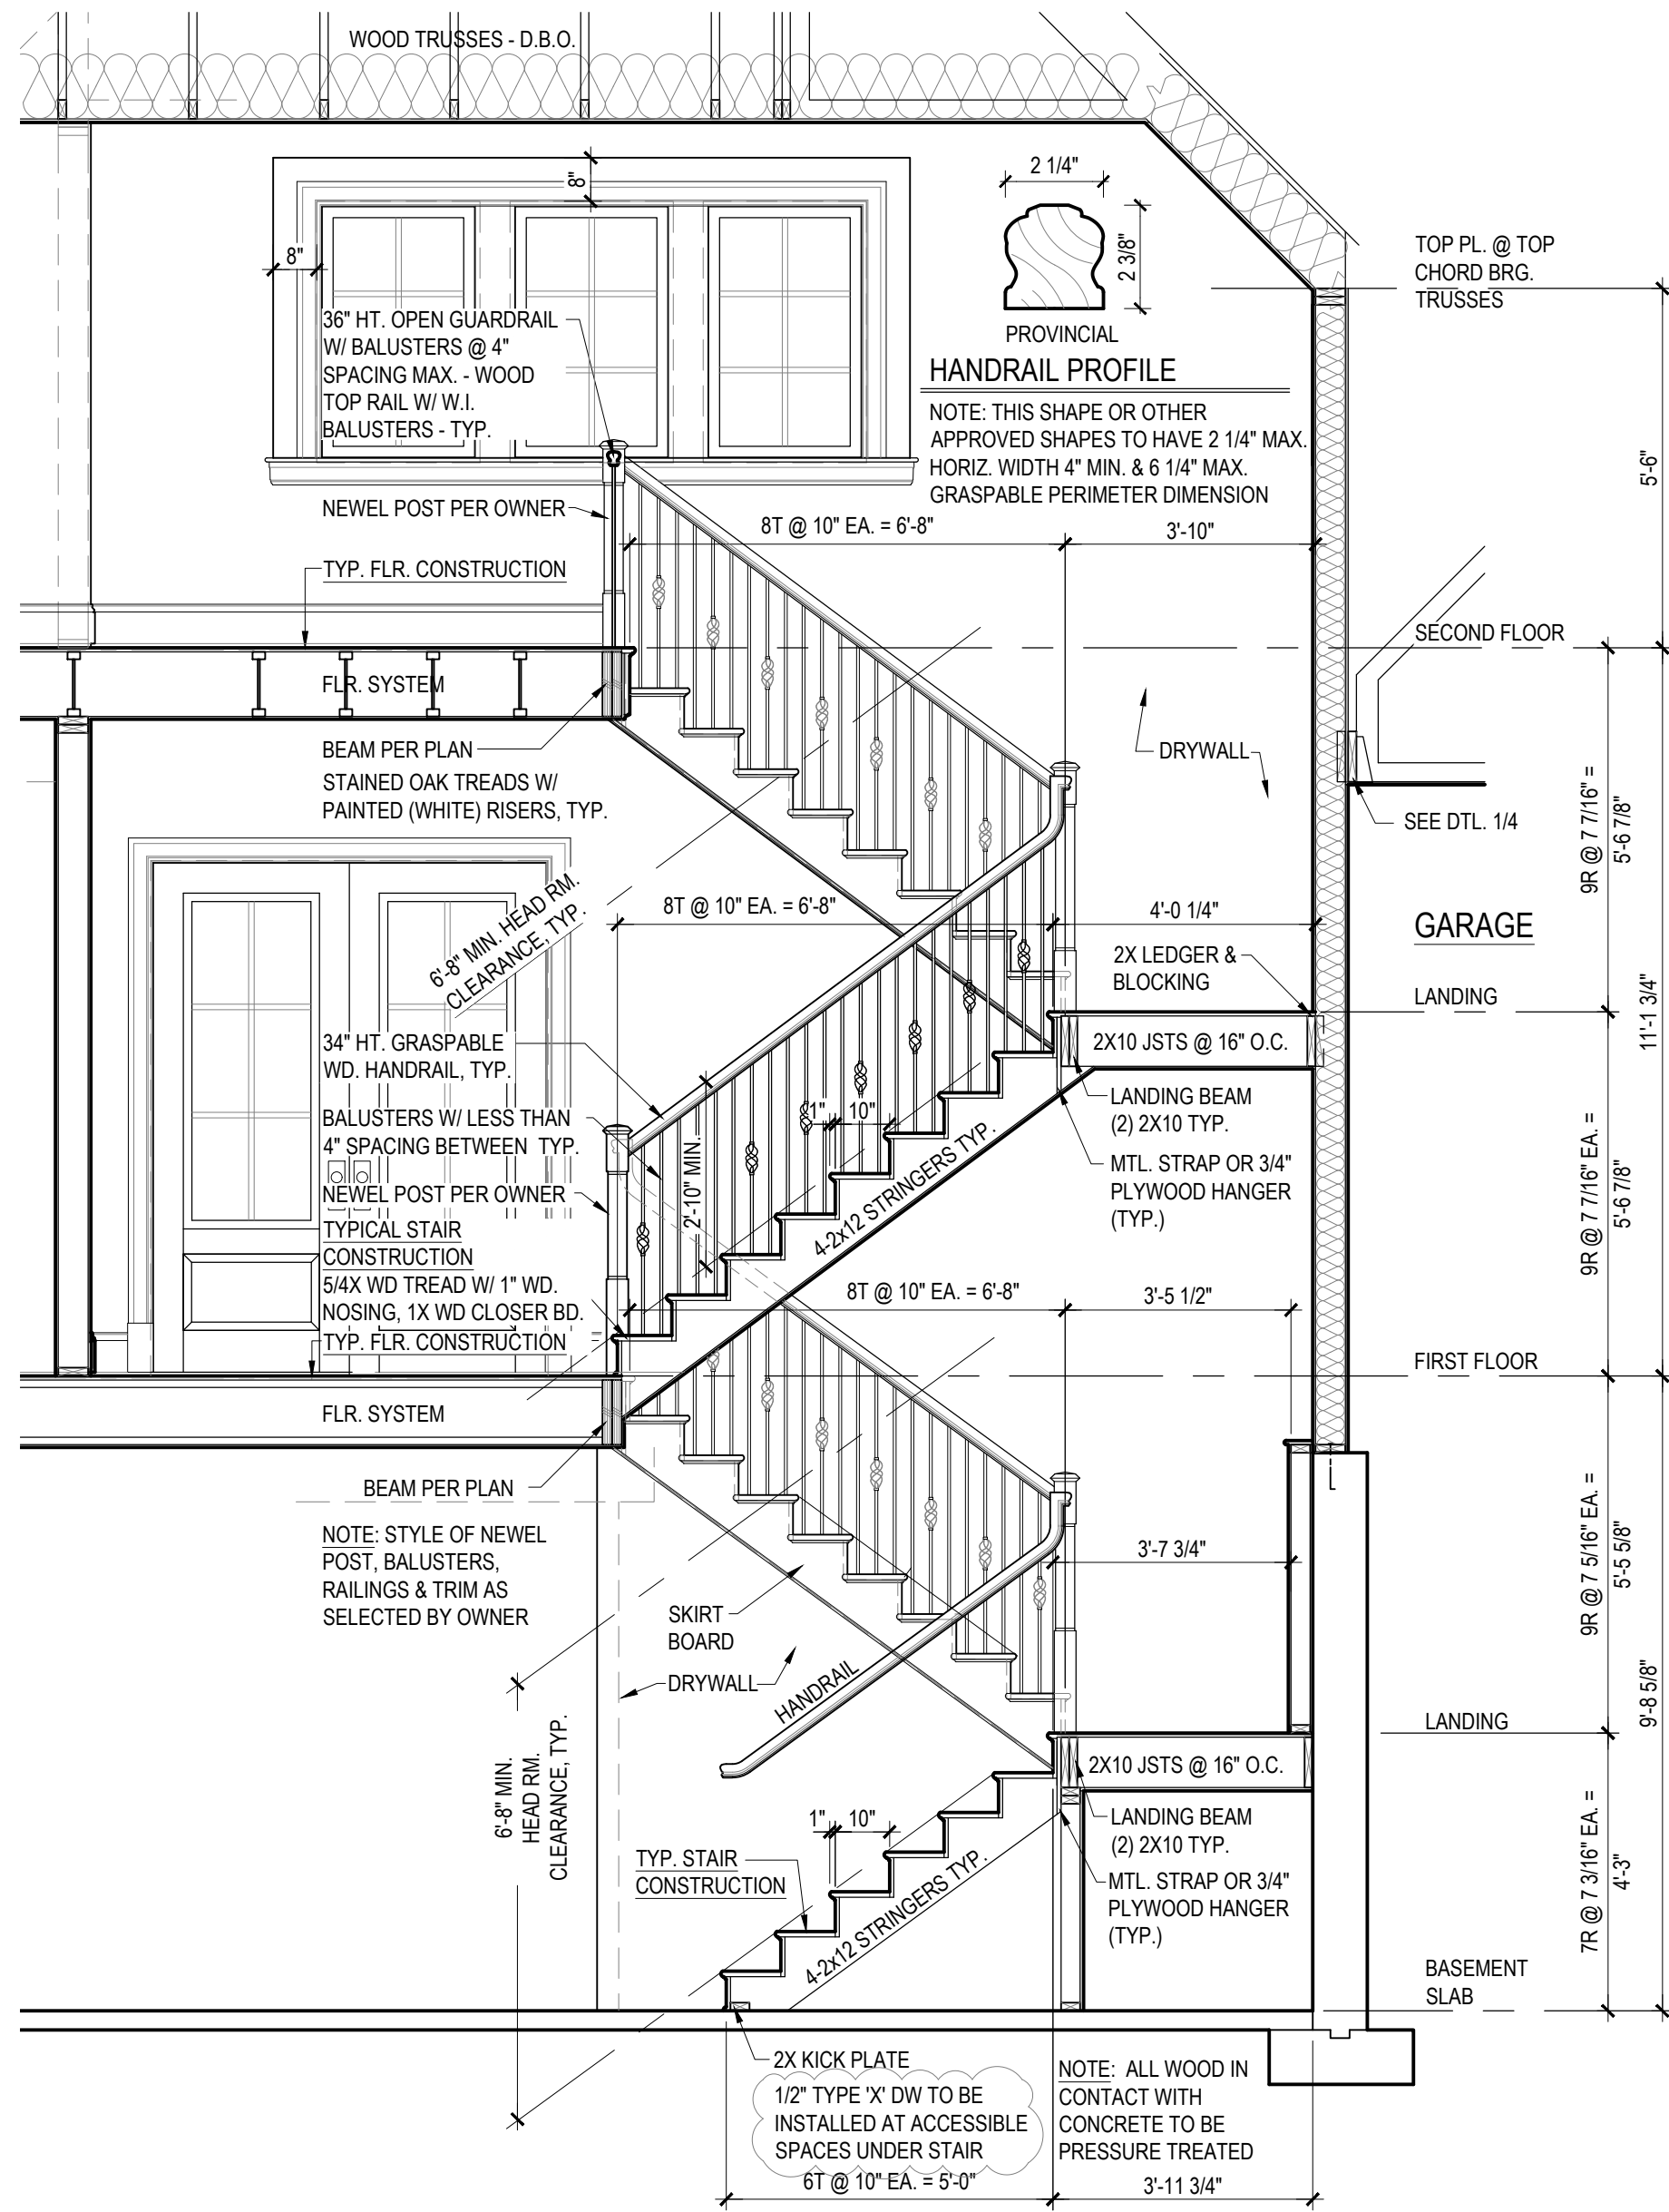 WOOD TRUSSES - D.B.O.
8"
8"
2 1/4"
2 3/8"
PROVINCIAL
HANDRAIL PROFILE
NOTE: THIS SHAPE OR OTHER
APPROVED SHAPES TO HAVE 2 1/4" MAX.
HORIZ. WIDTH 4" MIN. & 6 1/4" MAX.
GRASPABLE PERIMETER DIMENSION
TOP PL. @ TOP
CHORD BRG.
TRUSSES
5'-6"
36" HT. OPEN GUARDRAIL
W/ BALUSTERS @ 4"
SPACING MAX. - WOOD
TOP RAIL W/ W.I.
BALUSTERS - TYP.
NEWEL POST PER OWNER
8T @ 10" EA. = 6'-8"
3'-10"
TYP. FLR. CONSTRUCTION
SECOND FLOOR
FLR. SYSTEM
BEAM PER PLAN
STAINED OAK TREADS W/
PAINTED (WHITE) RISERS, TYP.
DRYWALL
SEE DTL. 1/4
9R @ 7 7/16" =
5'-6 7/8"
6'-8" MIN. HEAD RM.
CLEARANCE, TYP.
8T @ 10" EA. = 6'-8"
4'-0 1/4"
GARAGE
2X LEDGER &
BLOCKING
LANDING
11'-1 3/4"
34" HT. GRASPABLE
WD. HANDRAIL, TYP.
2X10 JSTS @ 16" O.C.
BALUSTERS W/ LESS THAN
4" SPACING BETWEEN TYP.
1"
10"
2'-10" MIN.
LANDING BEAM
(2) 2X10 TYP.
MTL. STRAP OR 3/4"
PLYWOOD HANGER
(TYP.)
4-2x12 STRINGERS TYP.
9R @ 7 7/16" EA. =
5'-6 7/8"
NEWEL POST PER OWNER
TYPICAL STAIR
CONSTRUCTION
5/4X WD TREAD W/ 1" WD.
NOSING, 1X WD CLOSER BD.
TYP. FLR. CONSTRUCTION
8T @ 10" EA. = 6'-8"
3'-5 1/2"
FIRST FLOOR
FLR. SYSTEM
BEAM PER PLAN
NOTE: STYLE OF NEWEL
POST, BALUSTERS,
RAILINGS & TRIM AS
SELECTED BY OWNER
3'-7 3/4"
9R @ 7 5/16" EA. =
5'-5 5/8"
SKIRT
BOARD
DRYWALL
HANDRAIL
9'-8 5/8"
LANDING
6'-8" MIN.
HEAD RM.
CLEARANCE, TYP.
2X10 JSTS @ 16" O.C.
1"
10"
LANDING BEAM
(2) 2X10 TYP.
TYP. STAIR
CONSTRUCTION
4-2x12 STRINGERS TYP.
MTL. STRAP OR 3/4"
PLYWOOD HANGER
(TYP.)
7R @ 7 3/16" EA. =
4'-3"
BASEMENT
SLAB
2X KICK PLATE
1/2" TYPE 'X' DW TO BE
INSTALLED AT ACCESSIBLE
SPACES UNDER STAIR
NOTE: ALL WOOD IN
CONTACT WITH
CONCRETE TO BE
PRESSURE TREATED
6T @ 10" EA. = 5'-0"
3'-11 3/4"